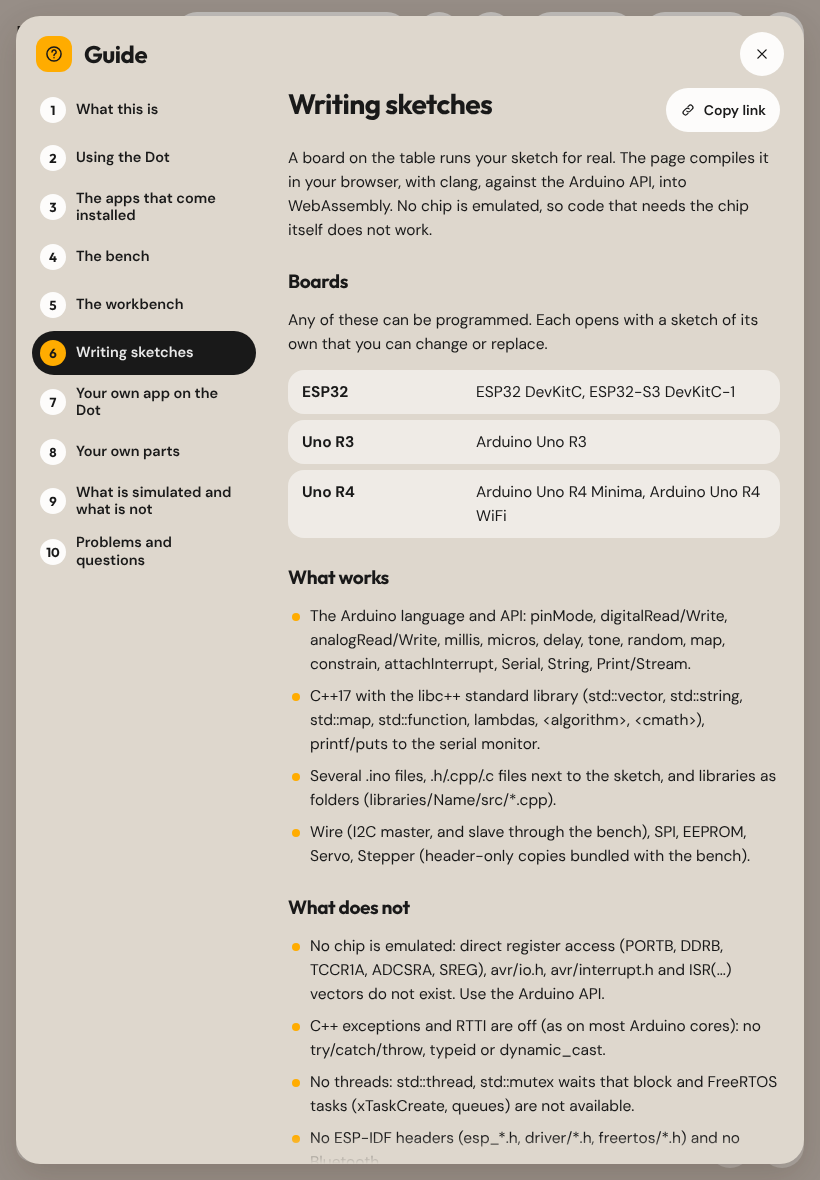 Guide
1 What this is
2 Using the Dot
3 The apps that come
installed
4 The bench
5 The workbench
6 Writing sketches
7 Your own app on the
Dot
8 Your own parts
9 What is simulated and
what is not
10 Problems and
questions
Writing sketches
Copy link
A board on the table runs your sketch for real. The page compiles it
in your browser, with clang, against the Arduino API, into
WebAssembly. No chip is emulated, so code that needs the chip
itself does not work.
Boards
Any of these can be programmed. Each opens with a sketch of its
own that you can change or replace.
ESP32 ESP32 DevKitC, ESP32-S3 DevKitC-1
Uno R3 Arduino Uno R3
Uno R4 Arduino Uno R4 Minima, Arduino Uno R4
WiFi
What works
The Arduino language and API: pinMode, digitalRead/Write,
analogRead/Write, millis, micros, delay, tone, random, map,
constrain, attachInterrupt, Serial, String, Print/Stream.
C++17 with the libc++ standard library (std::vector, std::string,
std::map, std::function, lambdas, <algorithm>, <cmath>),
printf/puts to the serial monitor.
Several .ino files, .h/.cpp/.c files next to the sketch, and libraries as
folders (libraries/Name/src/*.cpp).
Wire (I2C master, and slave through the bench), SPI, EEPROM,
Servo, Stepper (header-only copies bundled with the bench).
What does not
No chip is emulated: direct register access (PORTB, DDRB,
TCCR1A, ADCSRA, SREG), avr/io.h, avr/interrupt.h and ISR(...)
vectors do not exist. Use the Arduino API.
C++ exceptions and RTTI are off (as on most Arduino cores): no
try/catch/throw, typeid or dynamic_cast.
No threads: std::thread, std::mutex waits that block and FreeRTOS
tasks (xTaskCreate, queues) are not available.
No ESP-IDF headers (esp_*.h, driver/*.h, freertos/*.h) and no
Bluetooth.